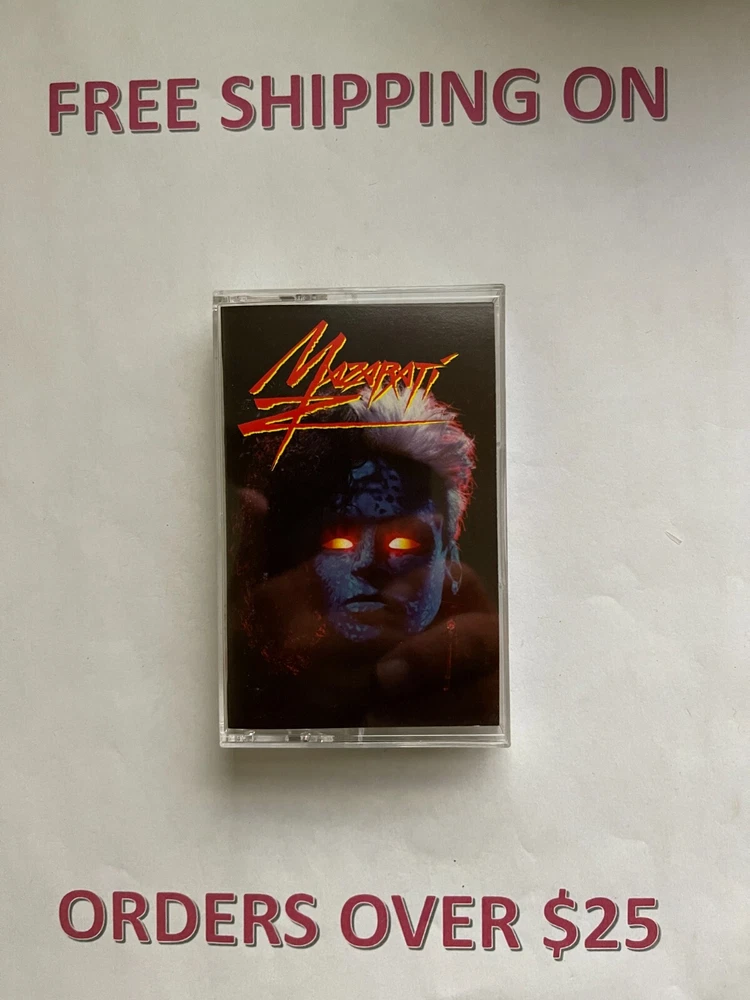 FREE SHIPPING ON
MAZARATI
ORDERS OVER $25